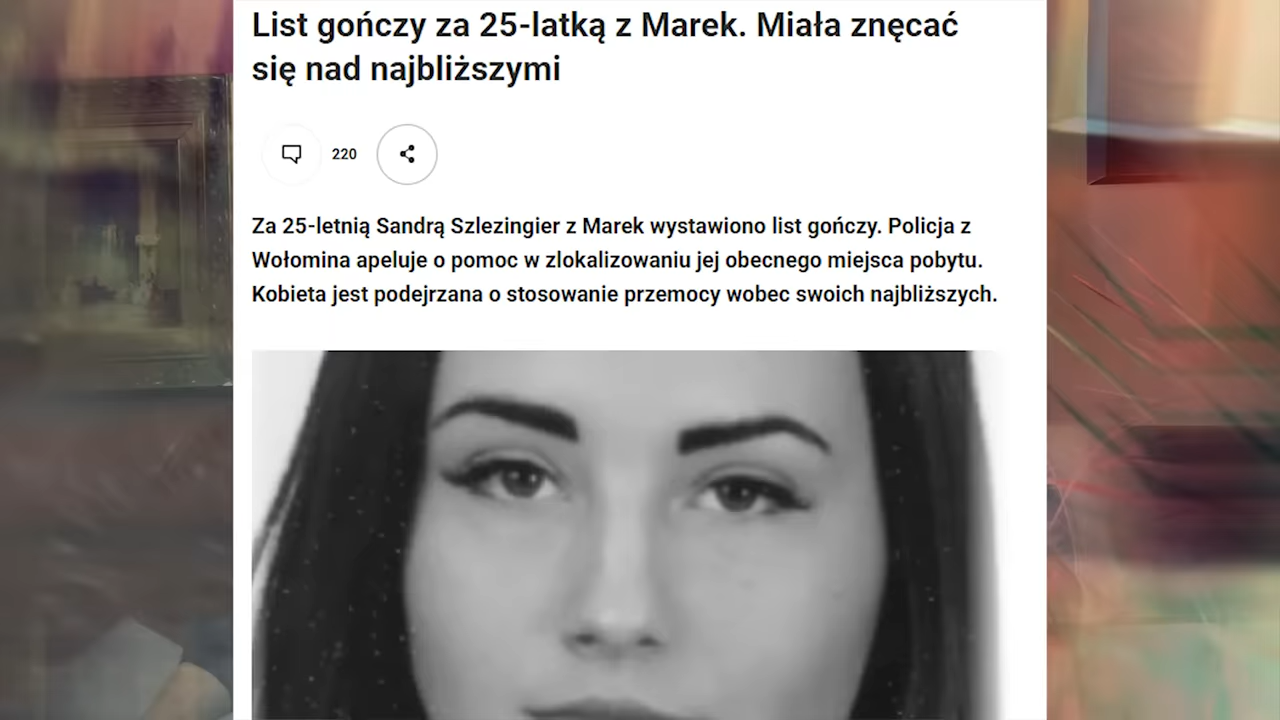 List gończy za 25-latką z Marek. Miała znęcać
się nad najbliższymi
220
Za 25-letnią Sandrą Szlezingier z Marek wystawiono list gończy. Policja z
Wołomina apeluje o pomoc w zlokalizowaniu jej obecnego miejsca pobytu.
Kobieta jest podejrzana o stosowanie przemocy wobec swoich najbliższych.